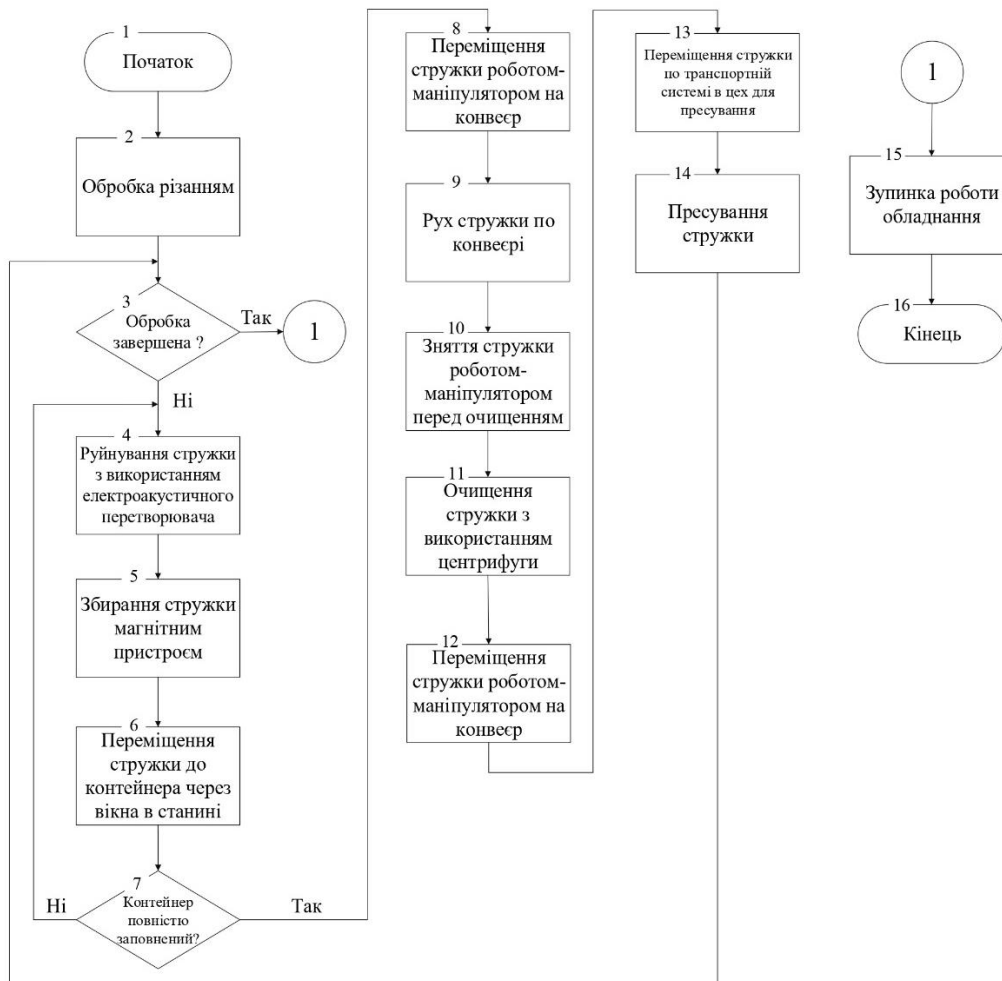 1
Початок
2
Обробка різанням
3
Обробка
завершена ?
Так
1
Ні
4
Руйнування стружки
з використанням
електроакустичного
перетворювача
5
Збирання стружки
магнітним
пристроєм
6
Переміщення
стружки до
контейнера через
вікна в станині
7
Контейнер
повністю
заповнений?
Ні
Так
8
Переміщення
стружки роботом-
маніпулятором на
конвеєр
9
Рух стружки по
конвеєрі
10
Зняття стружки
роботом-
маніпулятором
перед очищенням
11
Очищення
стружки з
використанням
центрифуги
12
Переміщення
стружки роботом-
маніпулятором на
конвеєр
13
Переміщення стружки
по транспортній
системі в цех для
пресування
14
Пресування
стружки
1
15
Зупинка роботи
обладнання
16
Кінець